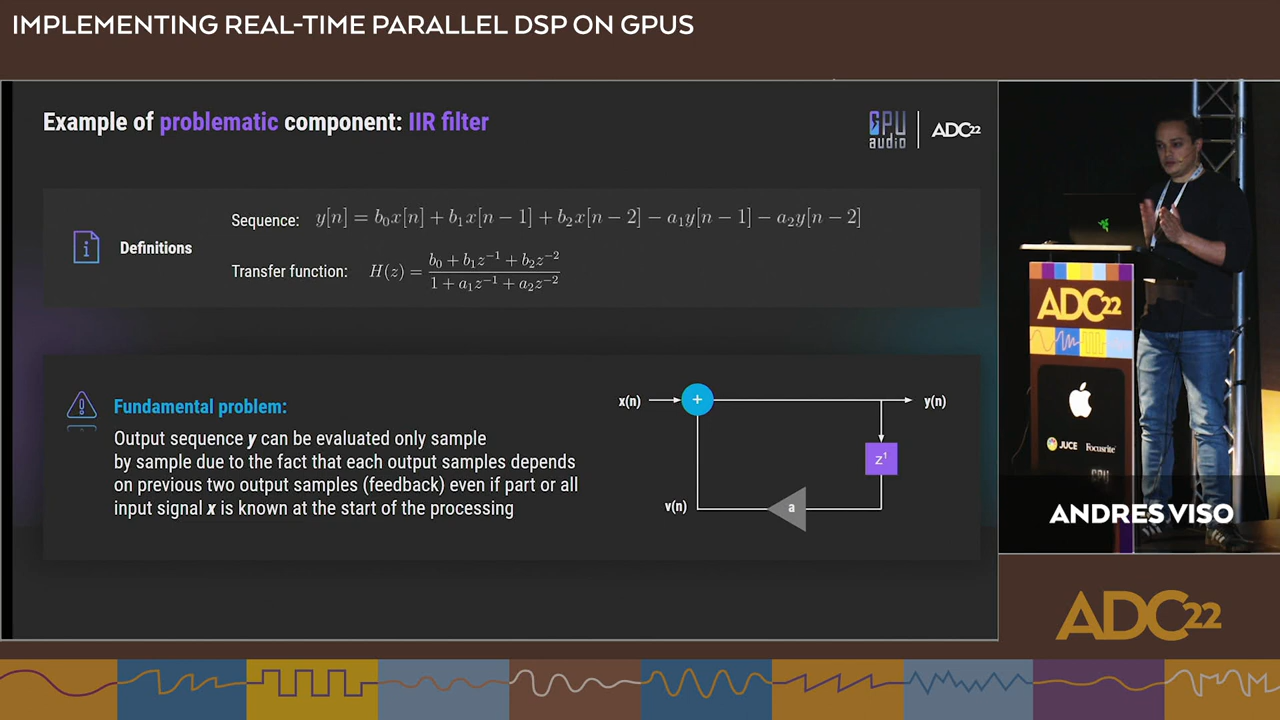 IMPLEMENTING REAL-TIME PARALLEL DSP ON GPUS
Example of problematic component: IIR filter
GPU audio | ADC22
Definitions
Sequence: y[n] = b₀x[n] + b₁x[n − 1] + b₂x[n − 2] − a₁y[n − 1] − a₂y[n − 2]
Transfer function: H(z) = (b₀ + b₁z⁻¹ + b₂z⁻²) / (1 + a₁z⁻¹ + a₂z⁻²)
Fundamental problem:
Output sequence y can be evaluated only sample
by sample due to the fact that each output samples depends
on previous two output samples (feedback) even if part or all
input signal x is known at the start of the processing
x(n)
+
y(n)
z¹
v(n)
a
ADC22
JUCE Focusrite
GPU
ANDRES VISO
ADC22